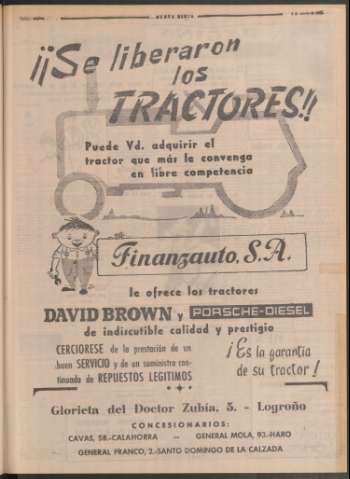 NUEVA RIOJA
¡¡Se liberaron
los
TRACTORES!!
Puede Vd. adquirir el
tractor que más le convenga
en libre competencia
Finanzauto, S.A.
le ofrece los tractores
DAVID BROWN y PORSCHE-DIESEL
de indiscutible calidad y prestigio
CERCIORESE de la prestación de un
buen SERVICIO y de un suministro con-
tinuado de REPUESTOS LEGITIMOS
¡Es la garantía
de su tractor!
Glorieta del Doctor Zubía, 5. - Logroño
CONCESIONARIOS:
CAVAS, 58.-CALAHORRA — GENERAL MOLA, 93.-HARO
GENERAL FRANCO, 2.-SANTO DOMINGO DE LA CALZADA